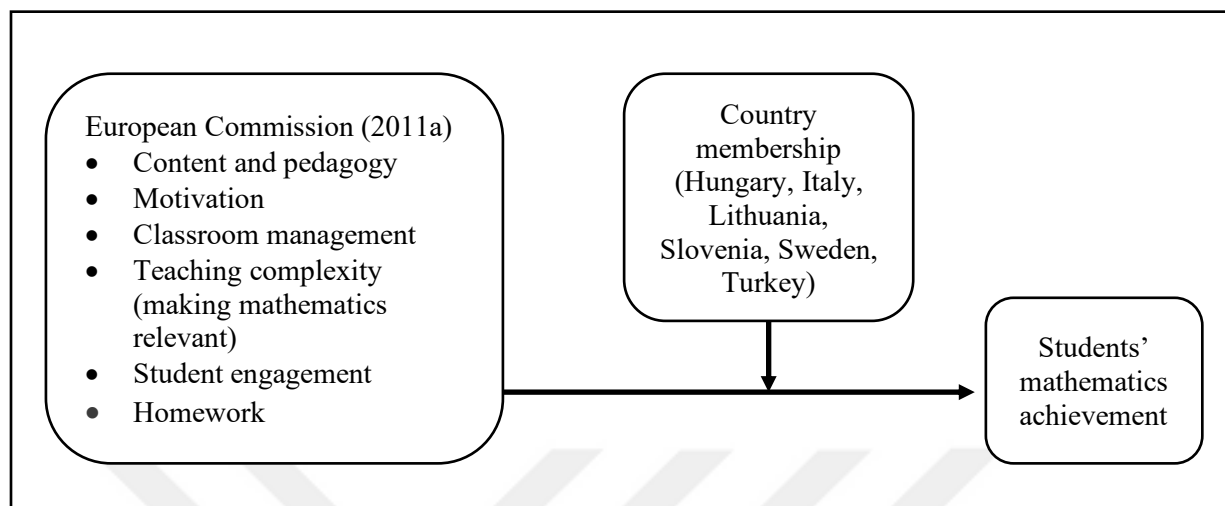 European Commission (2011a)
• Content and pedagogy
• Motivation
• Classroom management
• Teaching complexity
(making mathematics
relevant)
• Student engagement
• Homework
Country
membership
(Hungary, Italy,
Lithuania,
Slovenia, Sweden,
Turkey)
Students’
mathematics
achievement